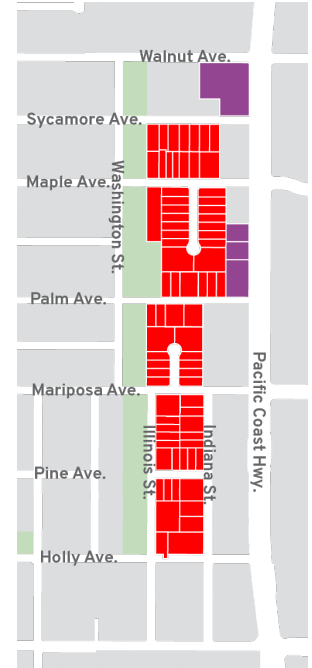 Walnut Ave.
Sycamore Ave.
Maple Ave.
Washington St.
Palm Ave.
Pacific Coast Hwy.
Mariposa Ave.
Illinois St.
Indiana St.
Pine Ave.
Holly Ave.